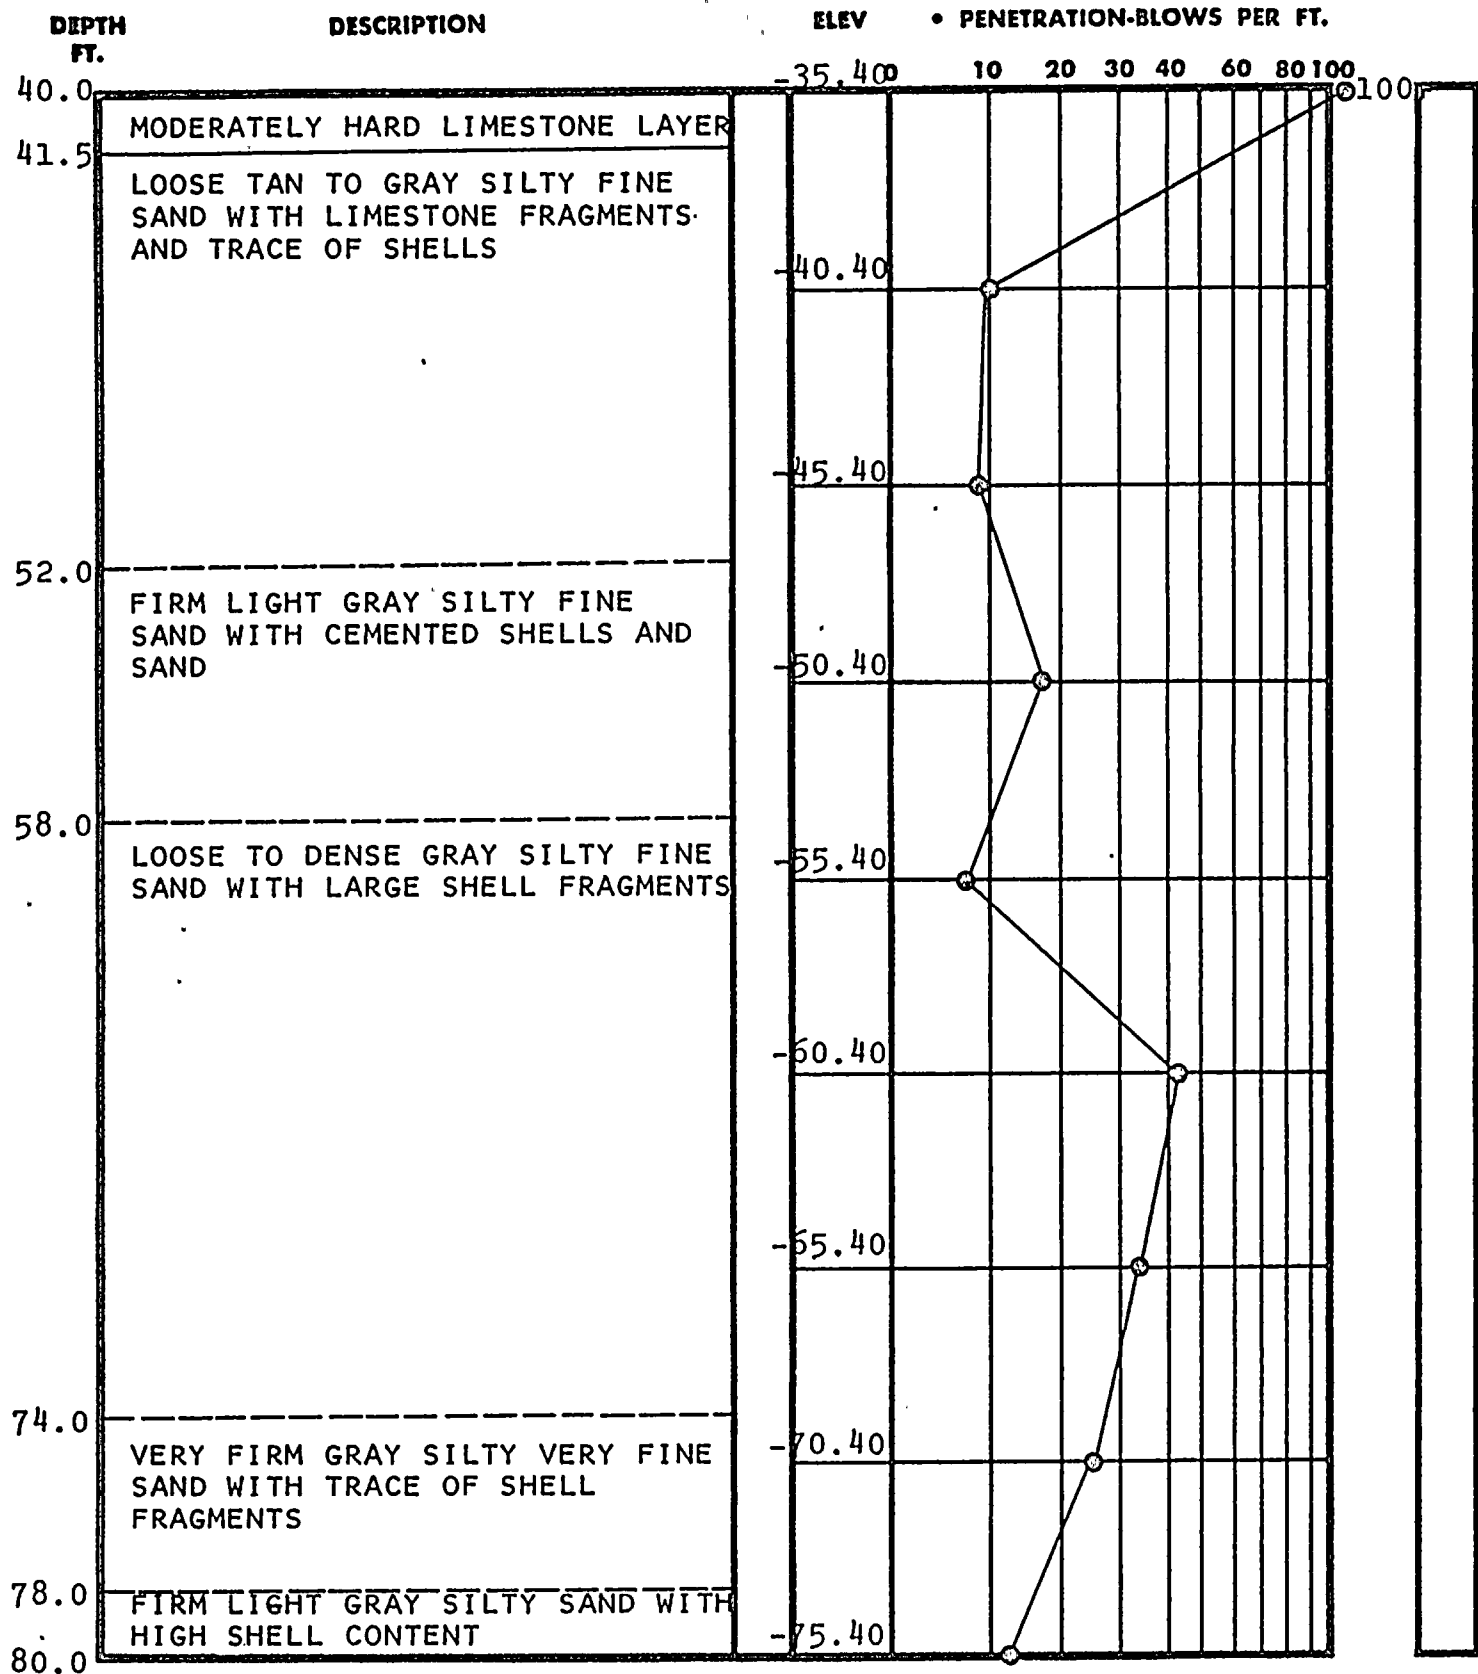 DEPTH FT. DESCRIPTION ELEV • PENETRATION-BLOWS PER FT.
40.0 -35.40 0 10 20 30 40 60 80 100 100
MODERATELY HARD LIMESTONE LAYER
41.5
LOOSE TAN TO GRAY SILTY FINE
SAND WITH LIMESTONE FRAGMENTS
AND TRACE OF SHELLS
-40.40
-45.40
52.0
FIRM LIGHT GRAY SILTY FINE
SAND WITH CEMENTED SHELLS AND
SAND
-50.40
58.0
LOOSE TO DENSE GRAY SILTY FINE
SAND WITH LARGE SHELL FRAGMENTS
-55.40
-60.40
-65.40
74.0
VERY FIRM GRAY SILTY VERY FINE
SAND WITH TRACE OF SHELL
FRAGMENTS
-70.40
78.0
FIRM LIGHT GRAY SILTY SAND WITH
HIGH SHELL CONTENT
-75.40
80.0